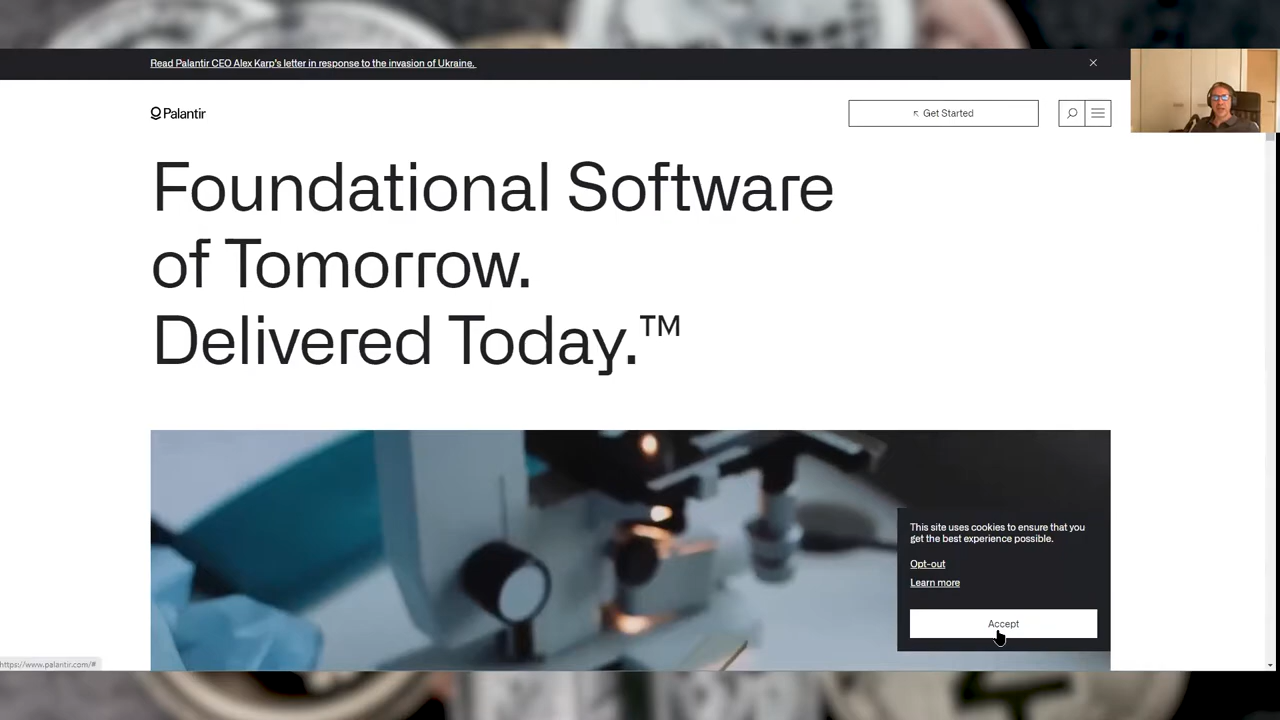 Read Palantir CEO Alex Karp's letter in response to the invasion of Ukraine.
Palantir
Get Started
Foundational Software
of Tomorrow.
Delivered Today.™
This site uses cookies to ensure that you
get the best experience possible.
Opt-out
Learn more
Accept
https://www.palantir.com/#